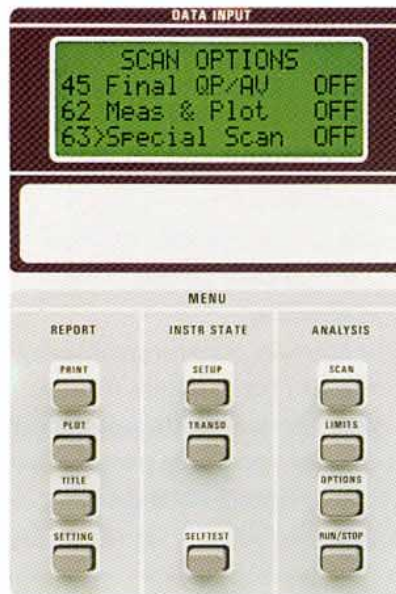 DATA INPUT
SCAN OPTIONS
45 Final QP/AV OFF
62 Meas & Plot OFF
63>Special Scan OFF
MENU
REPORT INSTR STATE ANALYSIS
PRINT SETUP SCAN
PLOT TRANSD LIMITS
TITLE OPTIONS
SETTING SELFTEST RUN/STOP